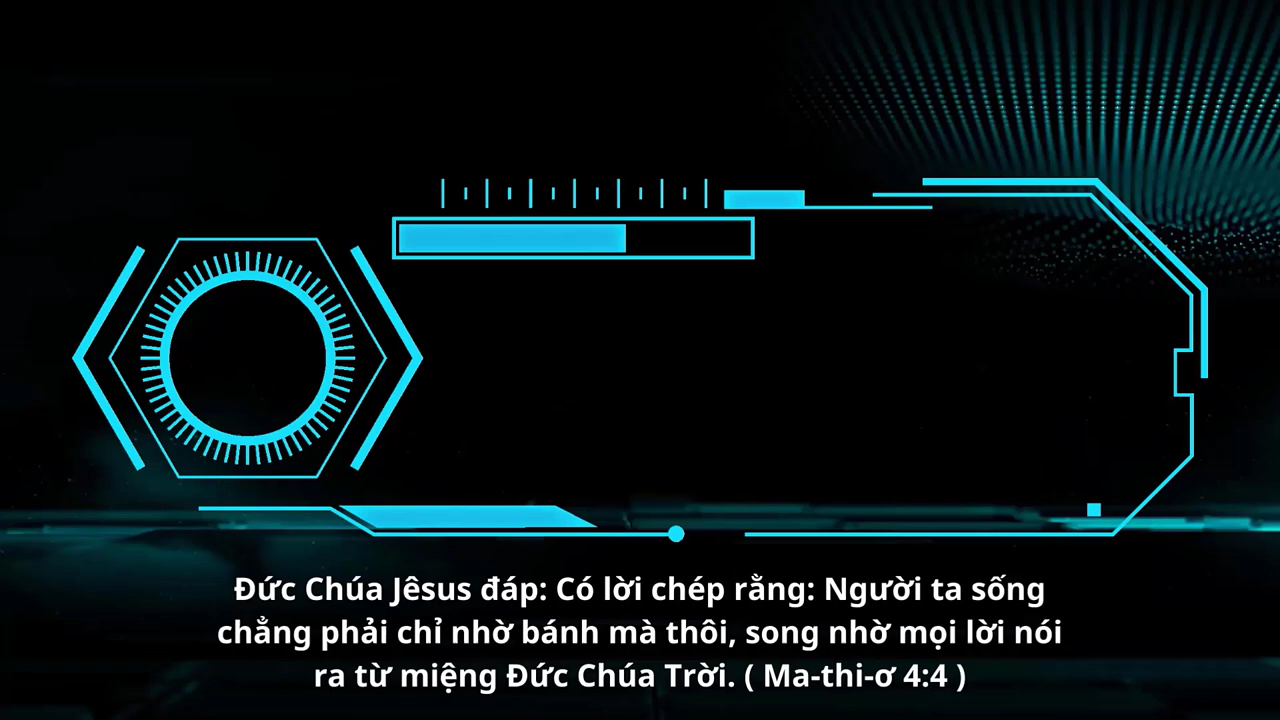 Đức Chúa Jêsus đáp: Có lời chép rằng: Người ta sống
chẳng phải chỉ nhờ bánh mà thôi, song nhờ mọi lời nói
ra từ miệng Đức Chúa Trời. ( Ma-thi-ơ 4:4 )